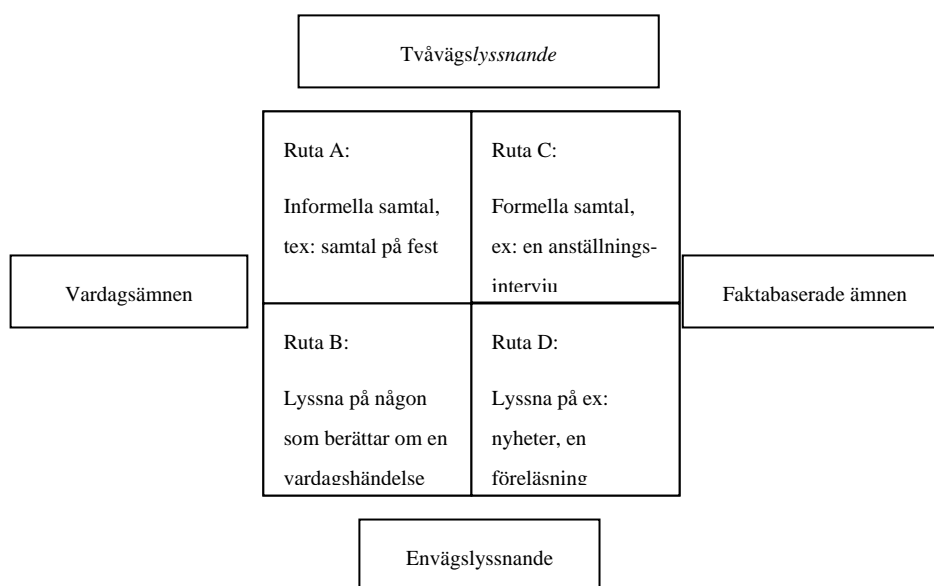 Tvåvägslyssnande
Ruta A:
Informella samtal,
tex: samtal på fest
Ruta C:
Formella samtal,
ex: en anställnings-
intervju
Vardagsämnen
Faktabaserade ämnen
Ruta B:
Lyssna på någon
som berättar om en
vardagshändelse
Ruta D:
Lyssna på ex:
nyheter, en
föreläsning
Envägslyssnande